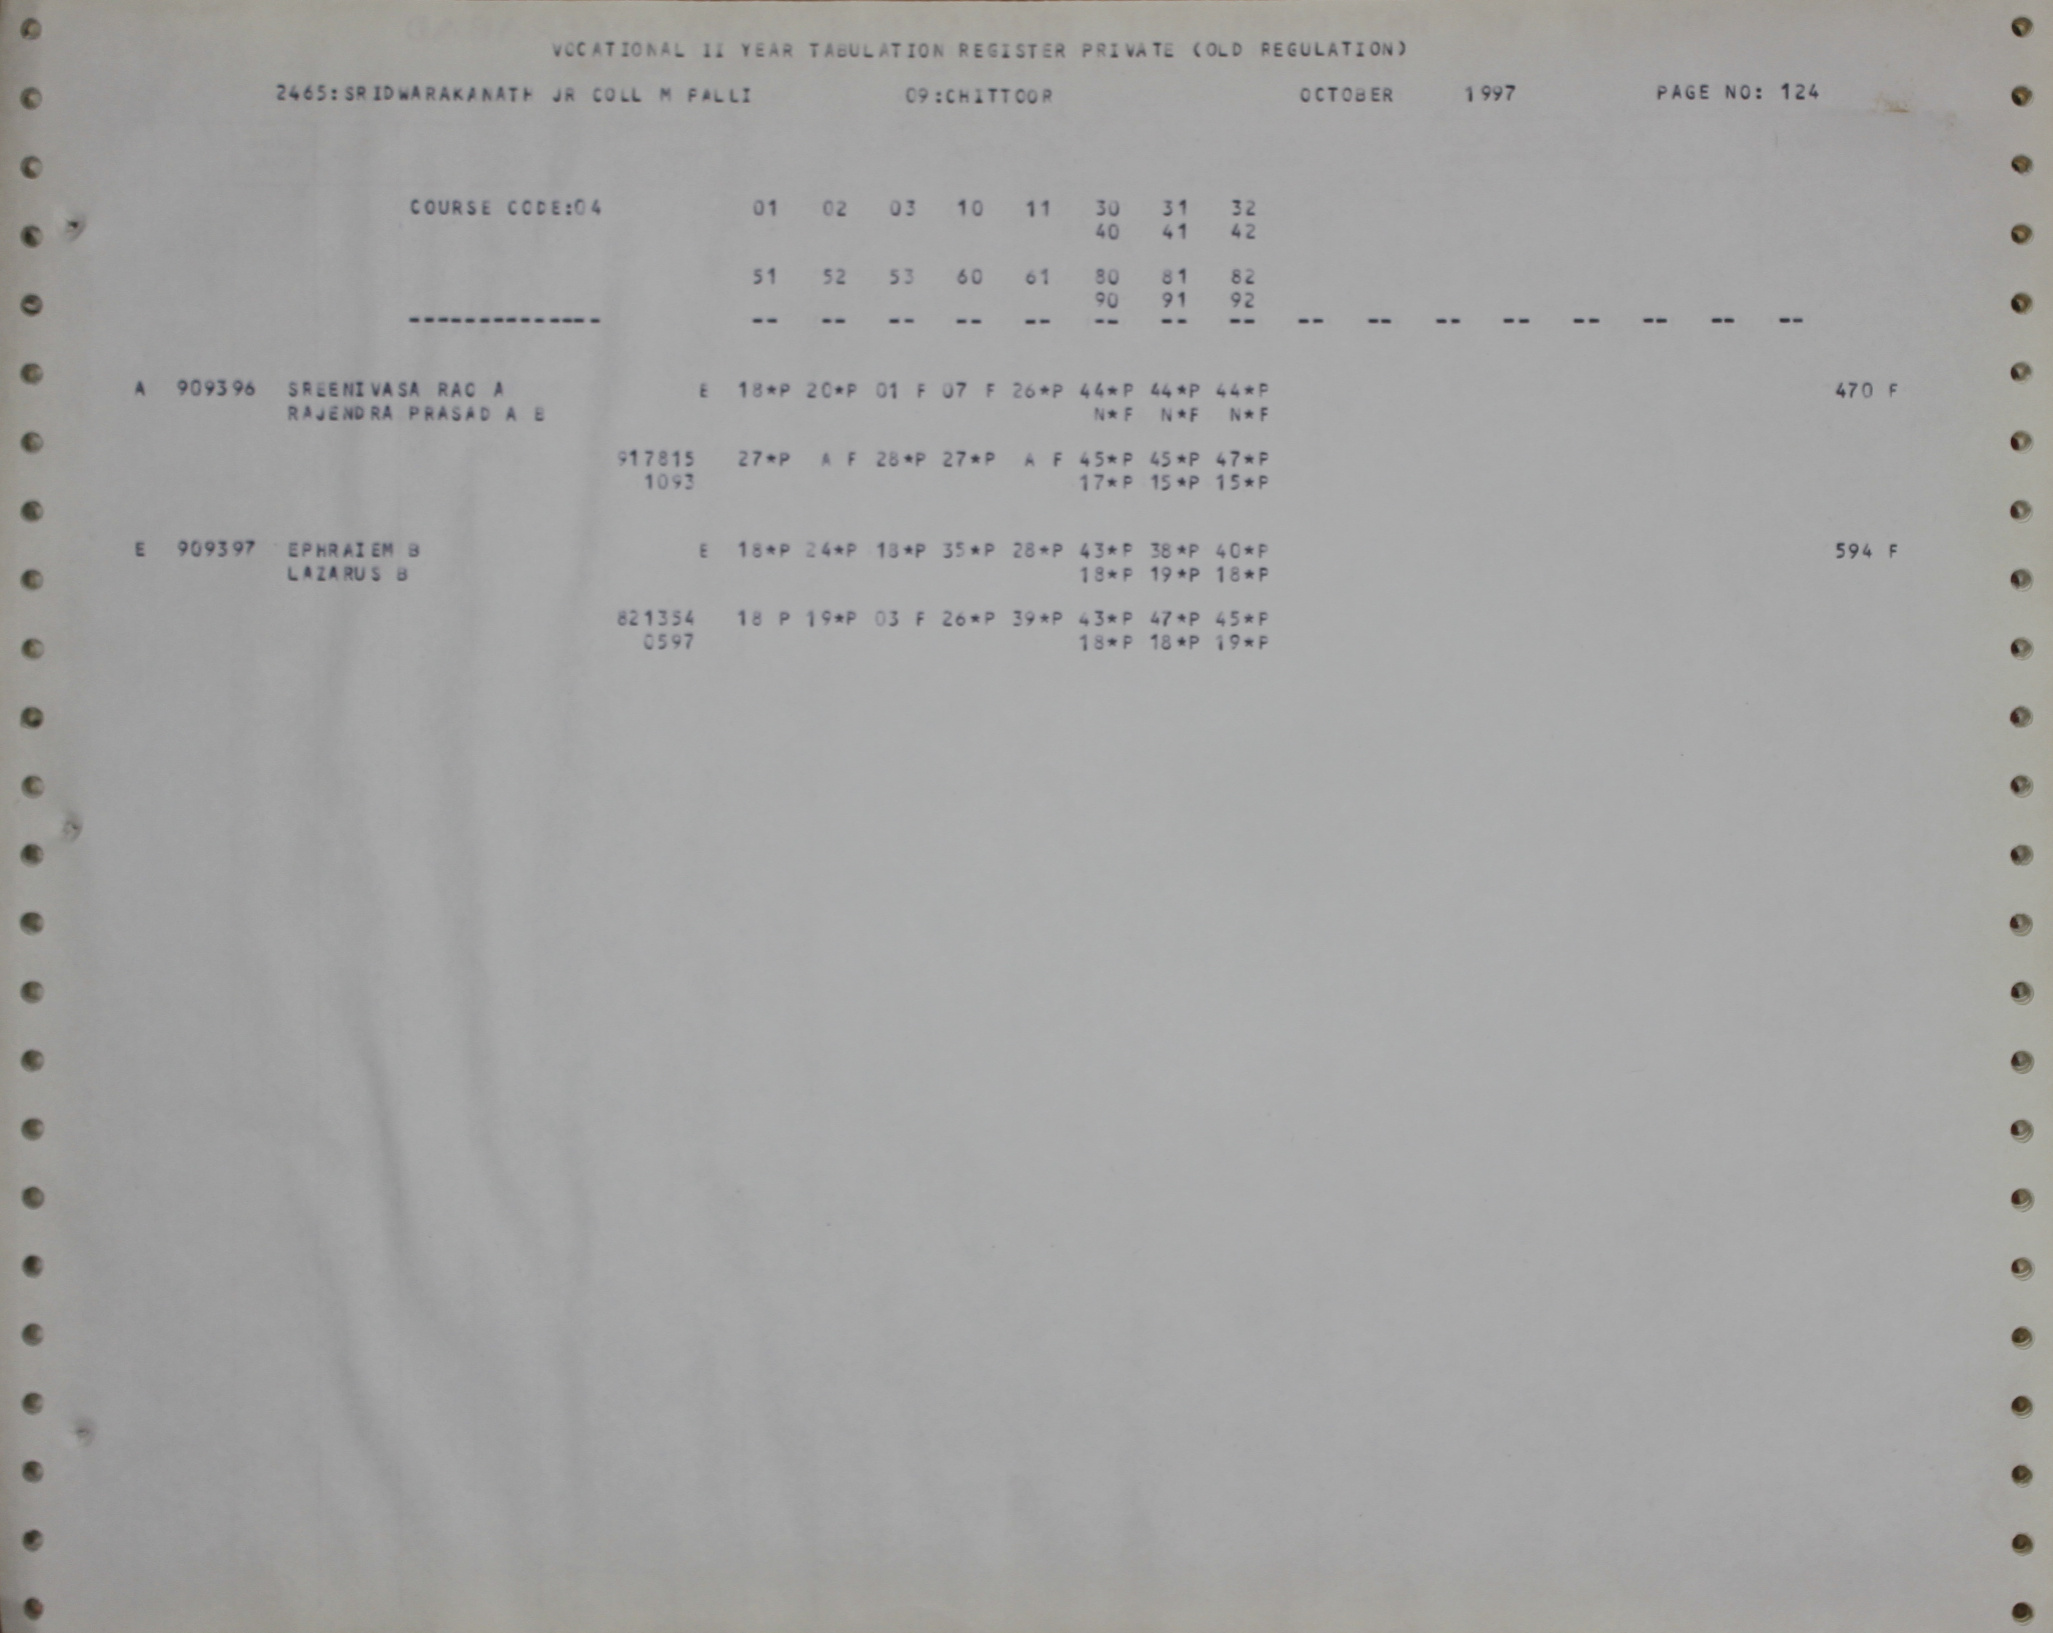 VOCATIONAL II YEAR TABULATION REGISTER PRIVATE (OLD REGULATION)
2465:SRIDWARAKANATH JR COLL M PALLI 09:CHITTOOR OCTOBER 1997 PAGE NO: 124
COURSE CODE:04 01 02 03 10 11 30 31 32
40 41 42
51 52 53 60 61 80 81 82
90 91 92
-------------- -- -- -- -- -- -- -- -- -- -- -- -- -- -- -- --
A 909396 SREENIVASA RAO A E 18*P 20*P 01 F 07 F 26*P 44*P 44*P 44*P 470 F
RAJENDRA PRASAD A B N*F N*F N*F
917815 27*P A F 28*P 27*P A F 45*P 45*P 47*P
1093 17*P 15*P 15*P
E 909397 EPHRAIEM B E 18*P 24*P 18*P 35*P 28*P 43*P 38*P 40*P 594 F
LAZARUS B 18*P 19*P 18*P
821354 18 P 19*P 03 F 26*P 39*P 43*P 47*P 45*P
0597 18*P 18*P 19*P